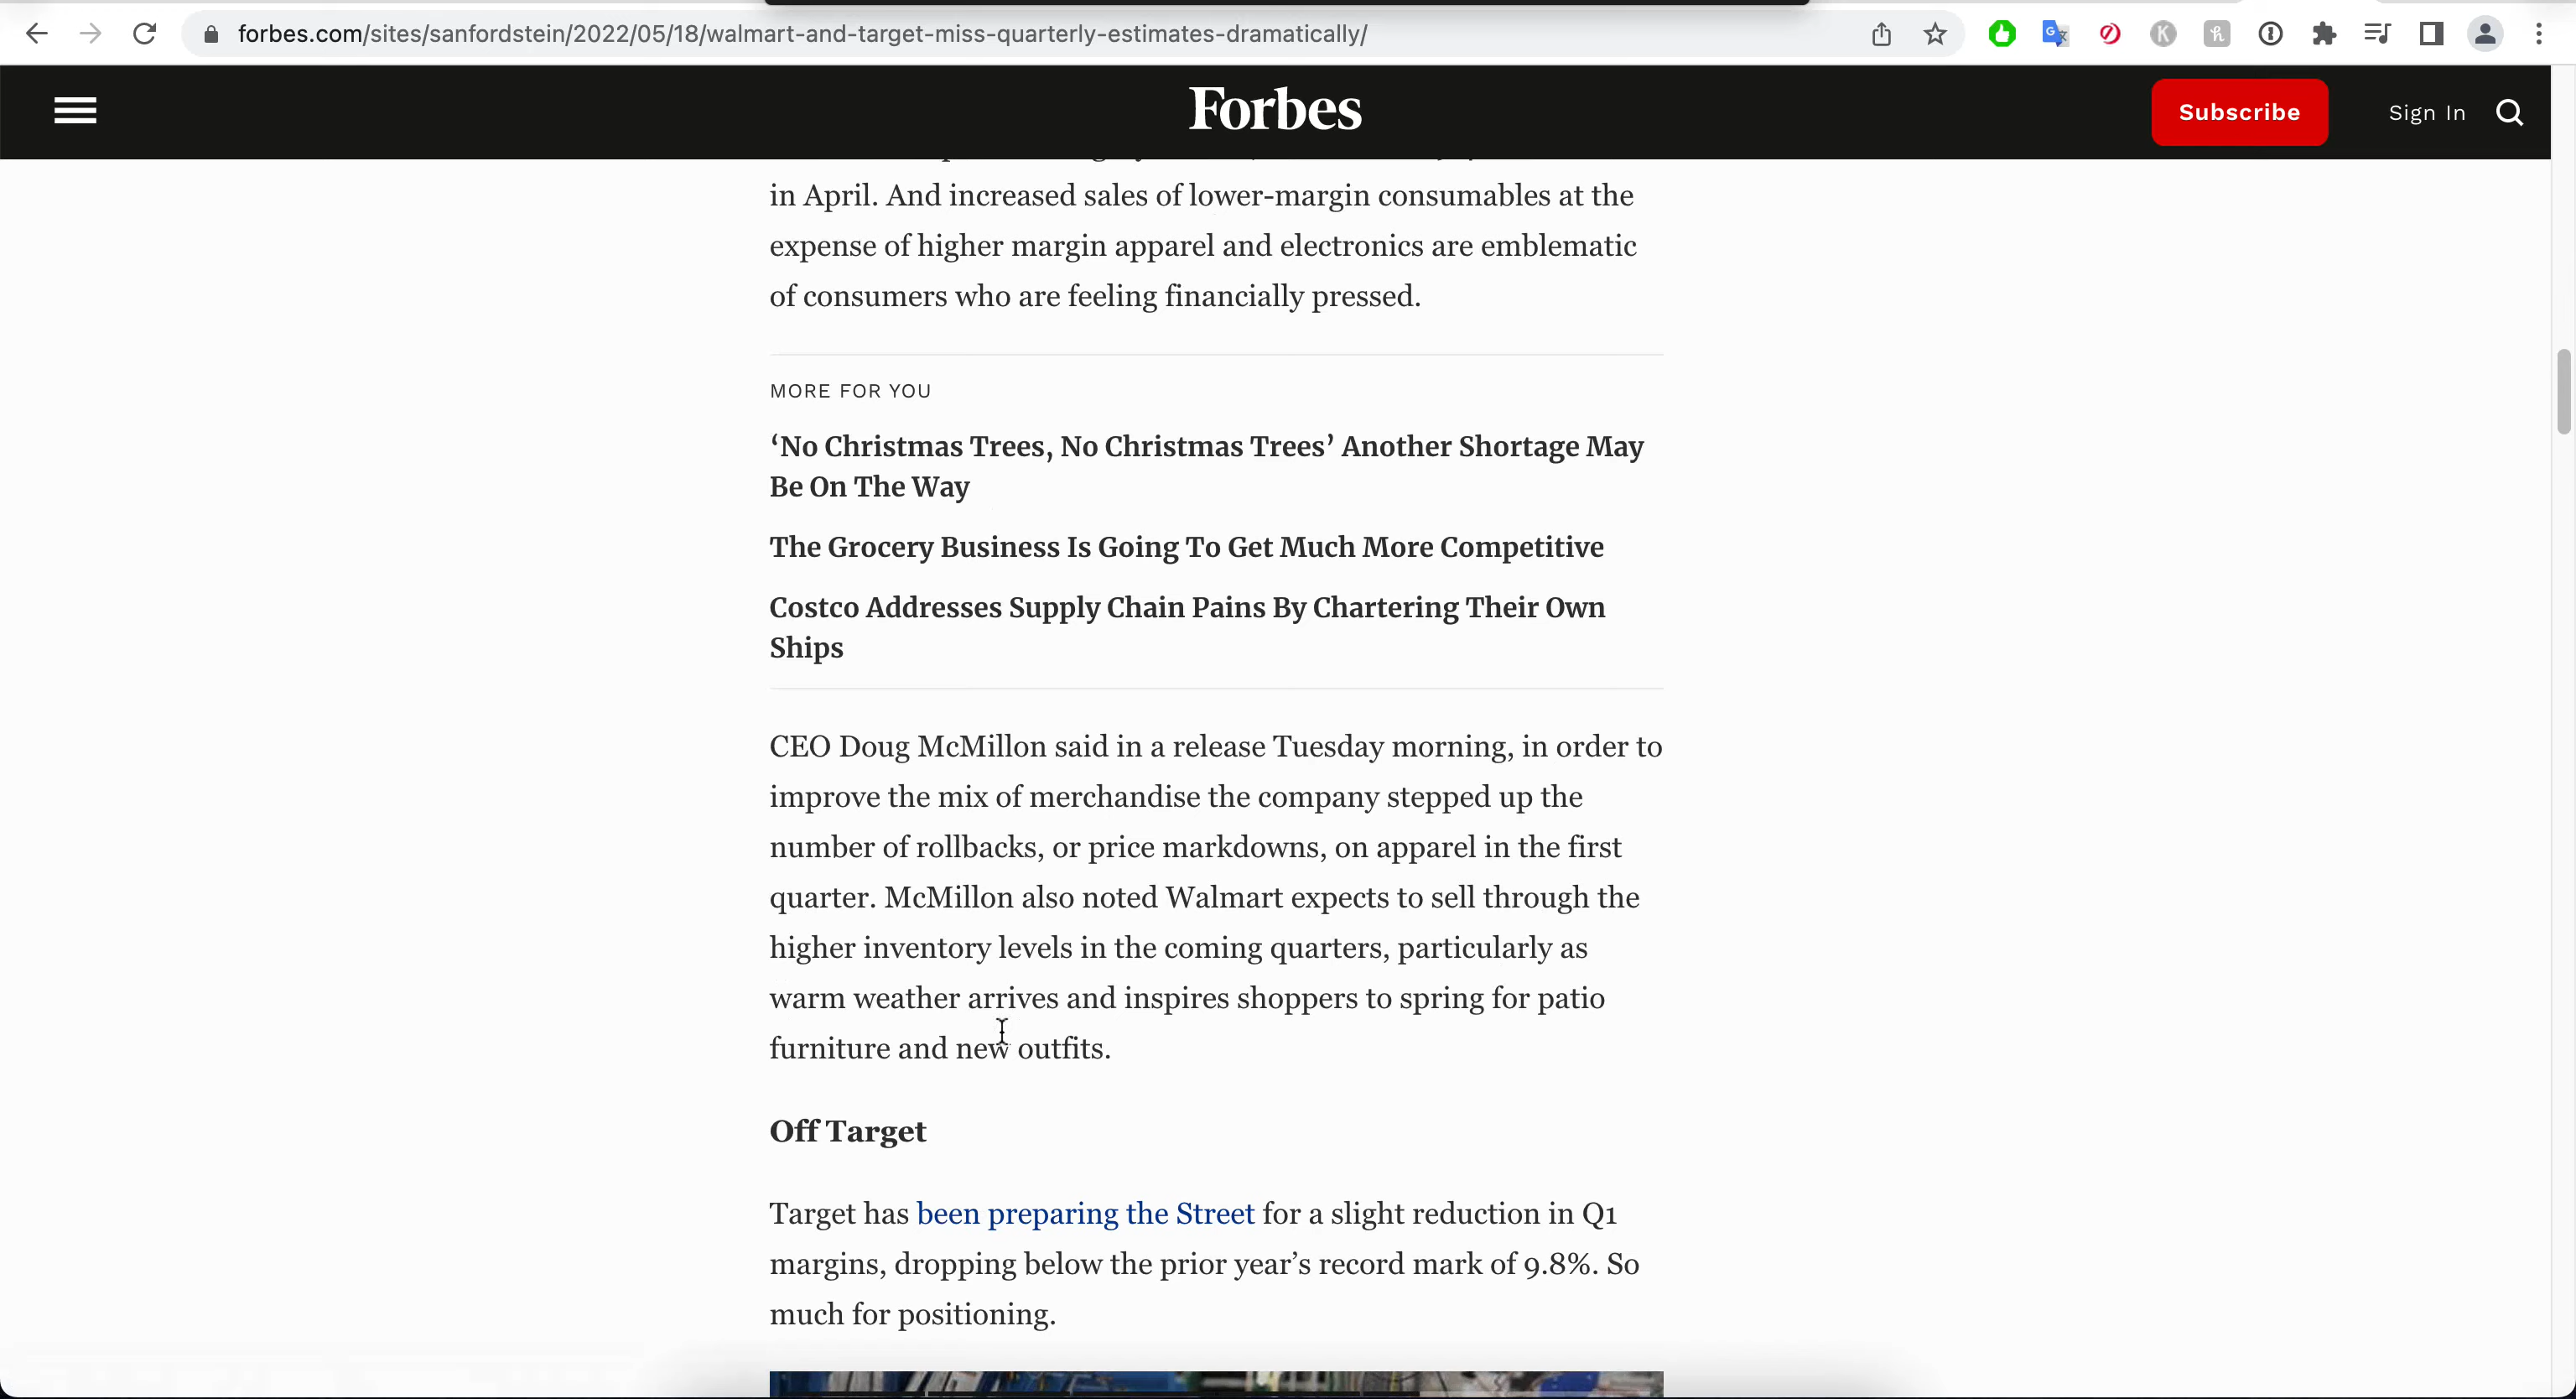 forbes.com/sites/sanfordstein/2022/05/18/walmart-and-target-miss-quarterly-estimates-dramatically/
Forbes
Subscribe
Sign In
in April. And increased sales of lower-margin consumables at the
expense of higher margin apparel and electronics are emblematic
of consumers who are feeling financially pressed.
MORE FOR YOU
‘No Christmas Trees, No Christmas Trees’ Another Shortage May
Be On The Way
The Grocery Business Is Going To Get Much More Competitive
Costco Addresses Supply Chain Pains By Chartering Their Own
Ships
CEO Doug McMillon said in a release Tuesday morning, in order to
improve the mix of merchandise the company stepped up the
number of rollbacks, or price markdowns, on apparel in the first
quarter. McMillon also noted Walmart expects to sell through the
higher inventory levels in the coming quarters, particularly as
warm weather arrives and inspires shoppers to spring for patio
furniture and new outfits.
Off Target
Target has been preparing the Street for a slight reduction in Q1
margins, dropping below the prior year’s record mark of 9.8%. So
much for positioning.